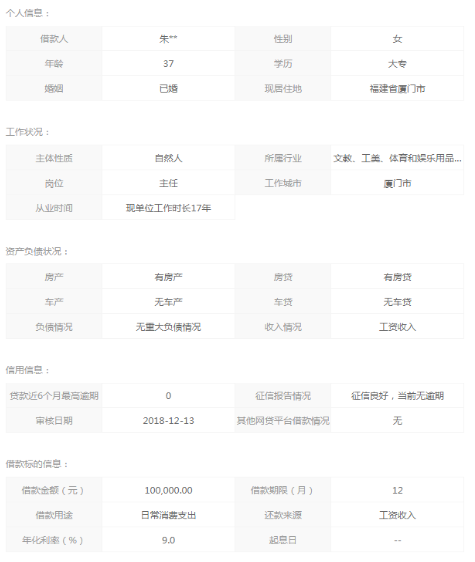 个人信息：
借款人 朱** 性别 女
年龄 37 学历 大专
婚姻 已婚 现居住地 福建省厦门市
工作状况：
主体性质 自然人 所属行业 文教、工美、体育和娱乐用品...
岗位 主任 工作城市 厦门市
从业时间 现单位工作时长17年
资产负债状况：
房产 有房产 房贷 有房贷
车产 无车产 车贷 无车贷
负债情况 无重大负债情况 收入情况 工资收入
信用信息：
贷款近6个月最高逾期 0 征信报告情况 征信良好，当前无逾期
审核日期 2018-12-13 其他网贷平台借款情况 无
借款标的信息：
借款金额（元） 100,000.00 借款期限（月） 12
借款用途 日常消费支出 还款来源 工资收入
年化利率（%） 9.0 起息日 --